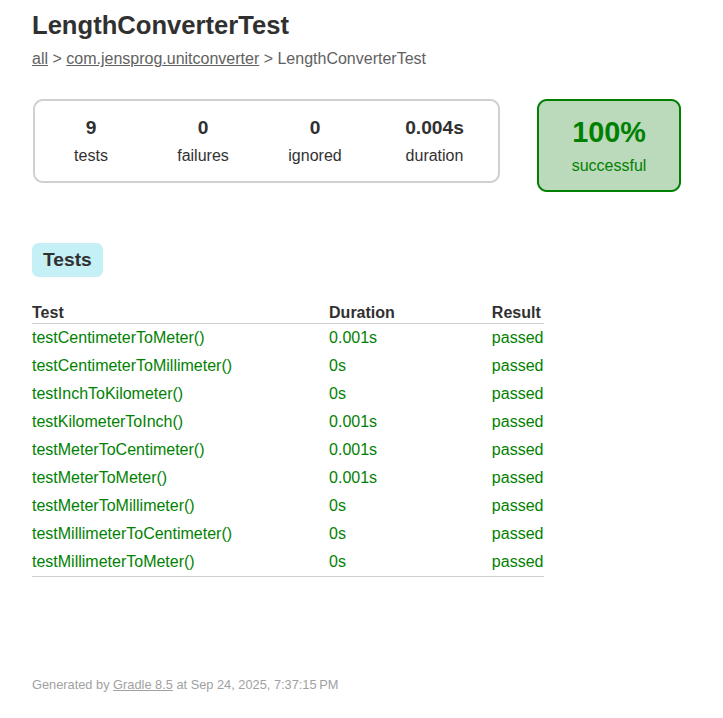 LengthConverterTest
all > com.jensprog.unitconverter > LengthConverterTest
9 0 0 0.004s
tests failures ignored duration
100%
successful
Tests
Test Duration Result
testCentimeterToMeter() 0.001s passed
testCentimeterToMillimeter() 0s passed
testInchToKilometer() 0s passed
testKilometerToInch() 0.001s passed
testMeterToCentimeter() 0.001s passed
testMeterToMeter() 0.001s passed
testMeterToMillimeter() 0s passed
testMillimeterToCentimeter() 0s passed
testMillimeterToMeter() 0s passed
Generated by Gradle 8.5 at Sep 24, 2025, 7:37:15 PM